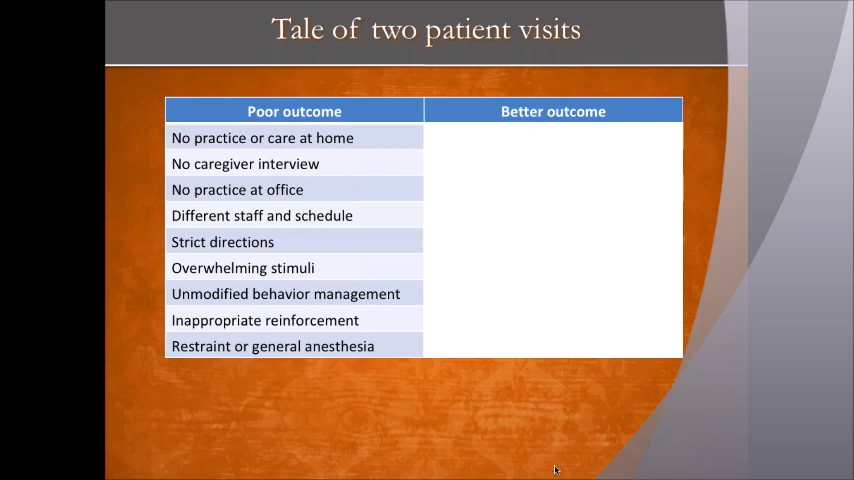 Tale of two patient visits
Poor outcome Better outcome
No practice or care at home
No caregiver interview
No practice at office
Different staff and schedule
Strict directions
Overwhelming stimuli
Unmodified behavior management
Inappropriate reinforcement
Restraint or general anesthesia